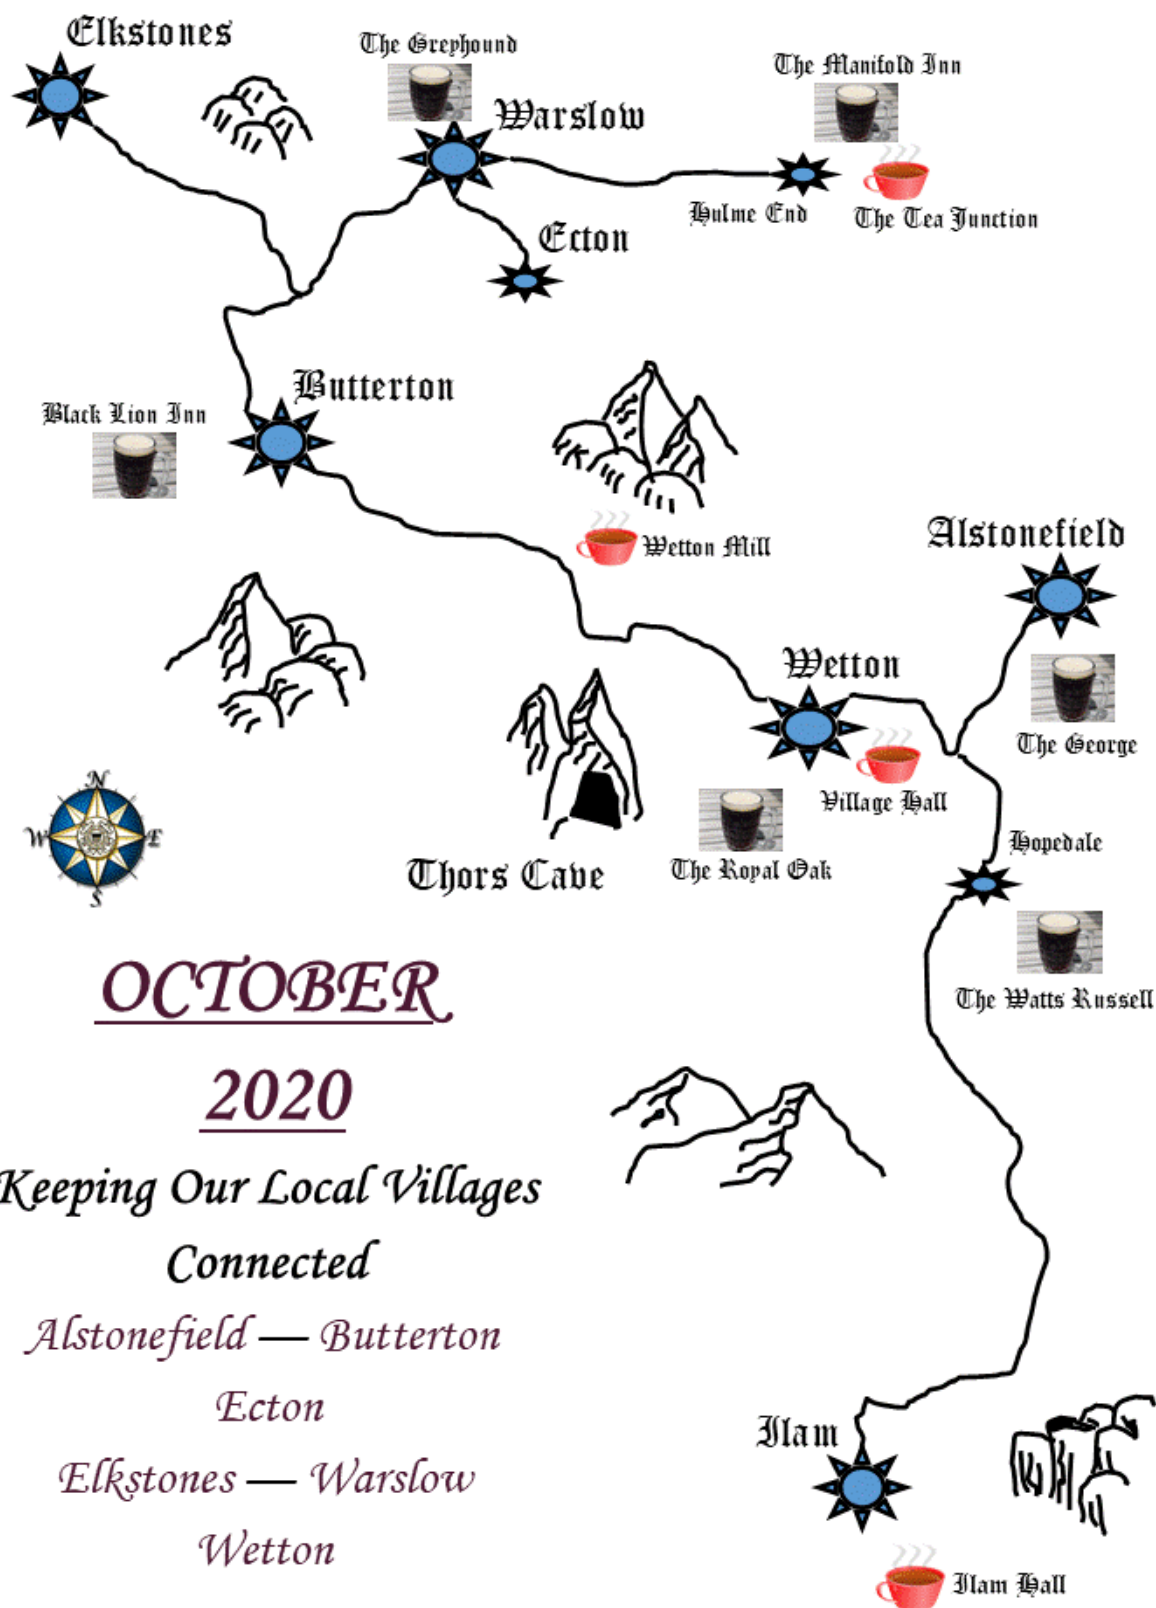 Elkstones
The Greyhound
The Manifold Inn
Warslow
Hulme End
The Tea Junction
Ecton
Butterton
Black Lion Inn
Wetton Mill
Alstonefield
Wetton
The George
Village Hall
The Royal Oak
Hopedale
Thors Cave
N
W
E
S
The Watts Russell
OCTOBER
2020
Keeping Our Local Villages
Connected
Alstonefield — Butterton
Ecton
Elkstones — Warslow
Wetton
Ilam
Ilam Hall